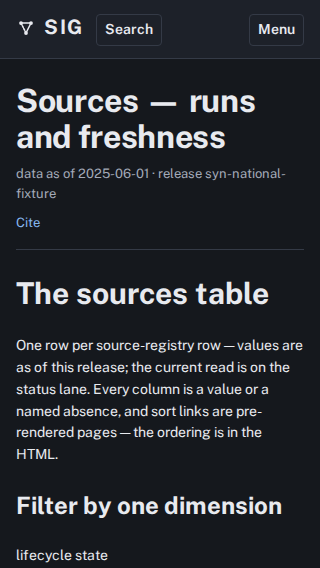 SIG
Search
Menu
Sources — runs
and freshness
data as of 2025-06-01 · release syn-national-
fixture
Cite
The sources table
One row per source-registry row — values are
as of this release; the current read is on the
status lane. Every column is a value or a
named absence, and sort links are pre-
rendered pages — the ordering is in the
HTML.
Filter by one dimension
lifecycle state